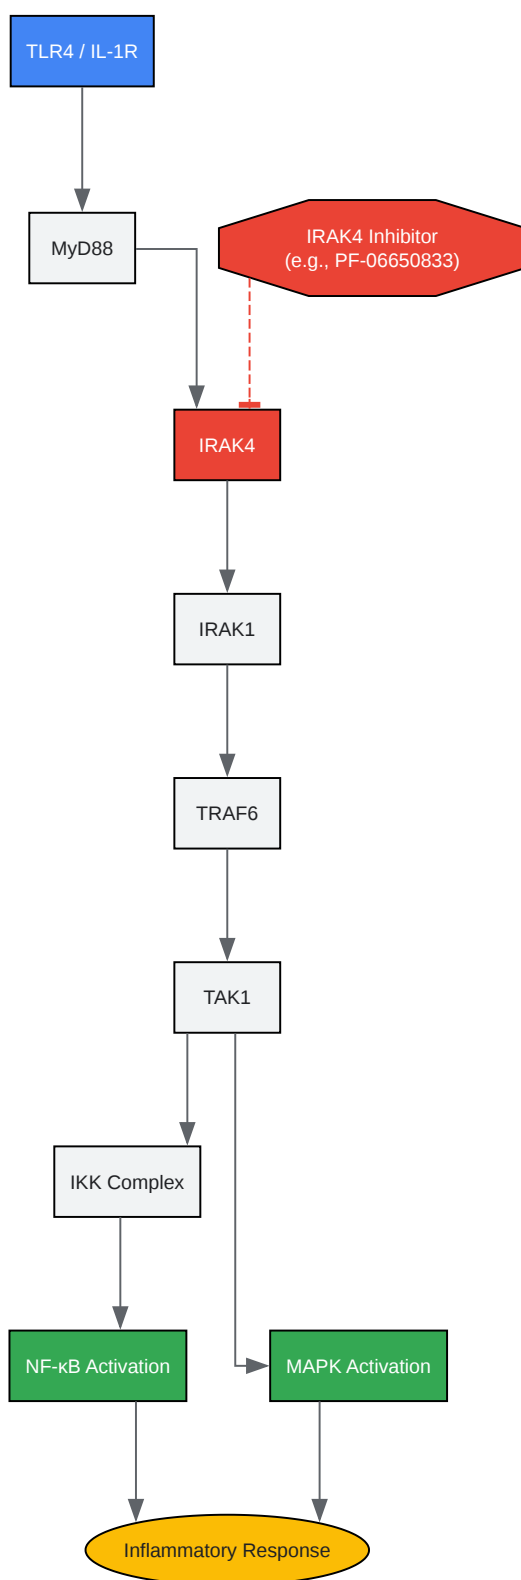 TLR4 / IL-1R
MyD88
IRAK4 Inhibitor
(e.g., PF-06650833)
IRAK4
IRAK1
TRAF6
TAK1
IKK Complex
NF-κB Activation
MAPK Activation
Inflammatory Response